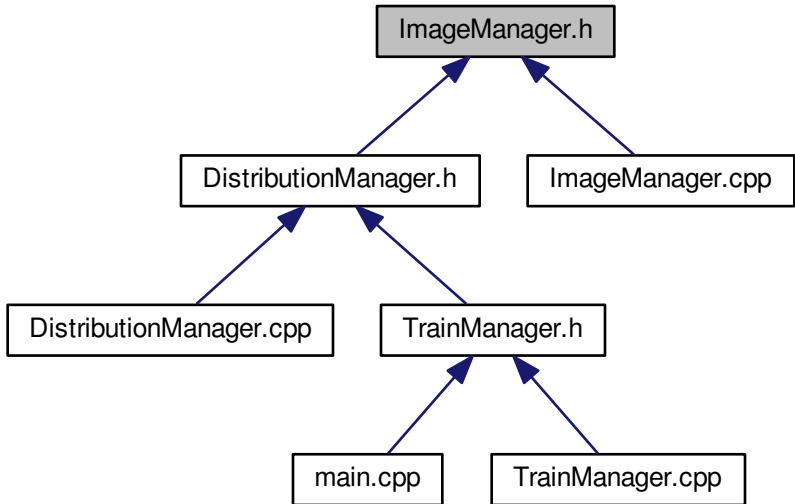 ImageManager.h
DistributionManager.h
ImageManager.cpp
DistributionManager.cpp
TrainManager.h
main.cpp
TrainManager.cpp